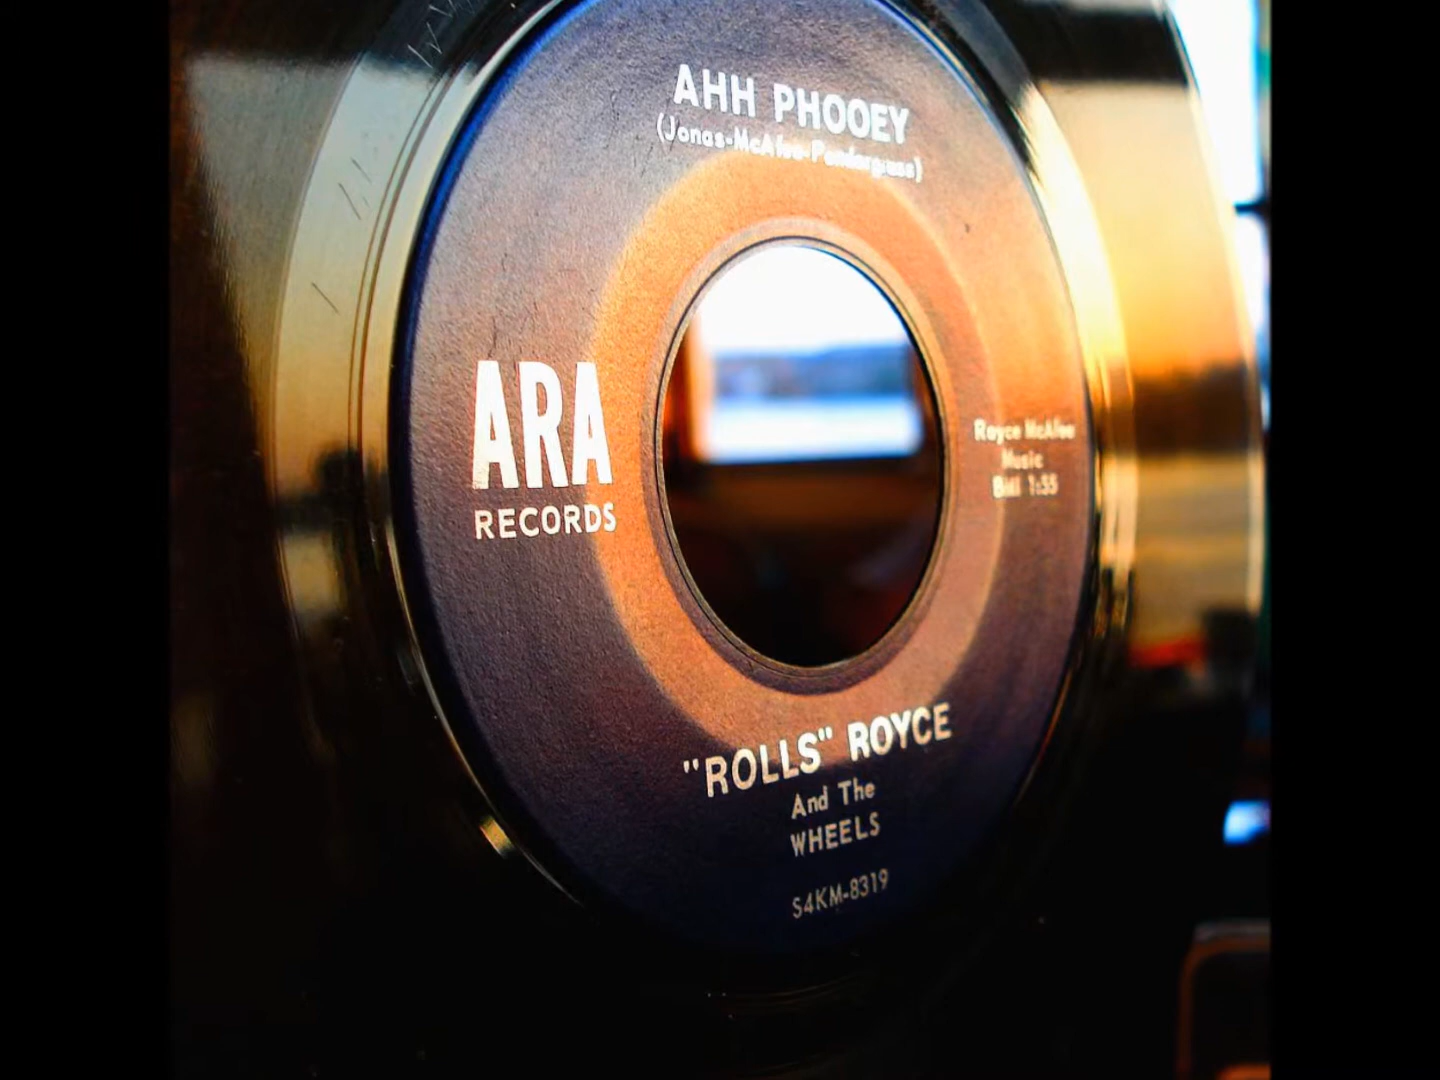 AHH PHOOEY
(Jonas-McAfee-Pendergrass)
ARA
RECORDS
Royce McAfee
Music
BMI 1:55
"ROLLS" ROYCE
And The
WHEELS
S4KM-8319